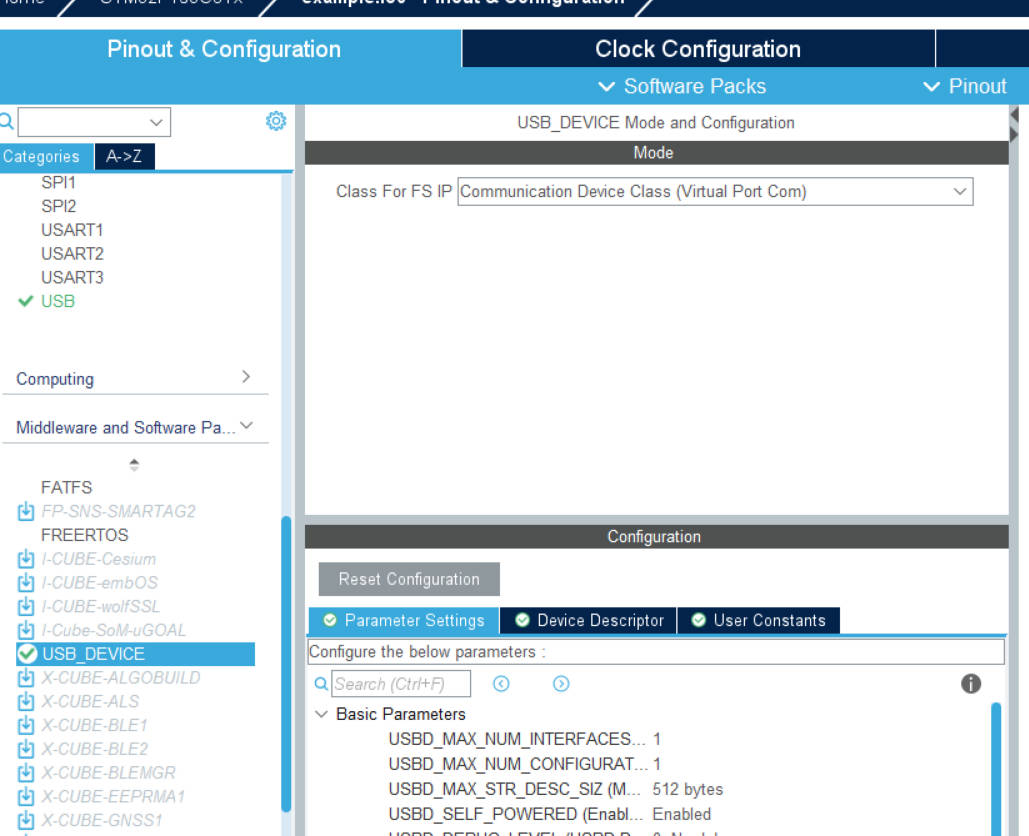 Home
example.ioc - Pinout & Configuration
Pinout & Configuration
Clock Configuration
Software Packs
Pinout
Categories
A->Z
SPI1
SPI2
USART1
USART2
USART3
USB
Computing
Middleware and Software Pa...
FATFS
FP-SNS-SMARTAG2
FREERTOS
I-CUBE-Cesium
I-CUBE-embOS
I-CUBE-wolfSSL
I-Cube-SoM-uGOAL
USB_DEVICE
X-CUBE-ALGOBUILD
X-CUBE-ALS
X-CUBE-BLE1
X-CUBE-BLE2
X-CUBE-BLEMGR
X-CUBE-EEPRMA1
X-CUBE-GNSS1
USB_DEVICE Mode and Configuration
Mode
Class For FS IP Communication Device Class (Virtual Port Com)
Configuration
Reset Configuration
Parameter Settings
Device Descriptor
User Constants
Configure the below parameters :
Search (Ctrl+F)
Basic Parameters
USBD_MAX_NUM_INTERFACES... 1
USBD_MAX_NUM_CONFIGURAT... 1
USBD_MAX_STR_DESC_SIZ (M... 512 bytes
USBD_SELF_POWERED (Enabl... Enabled